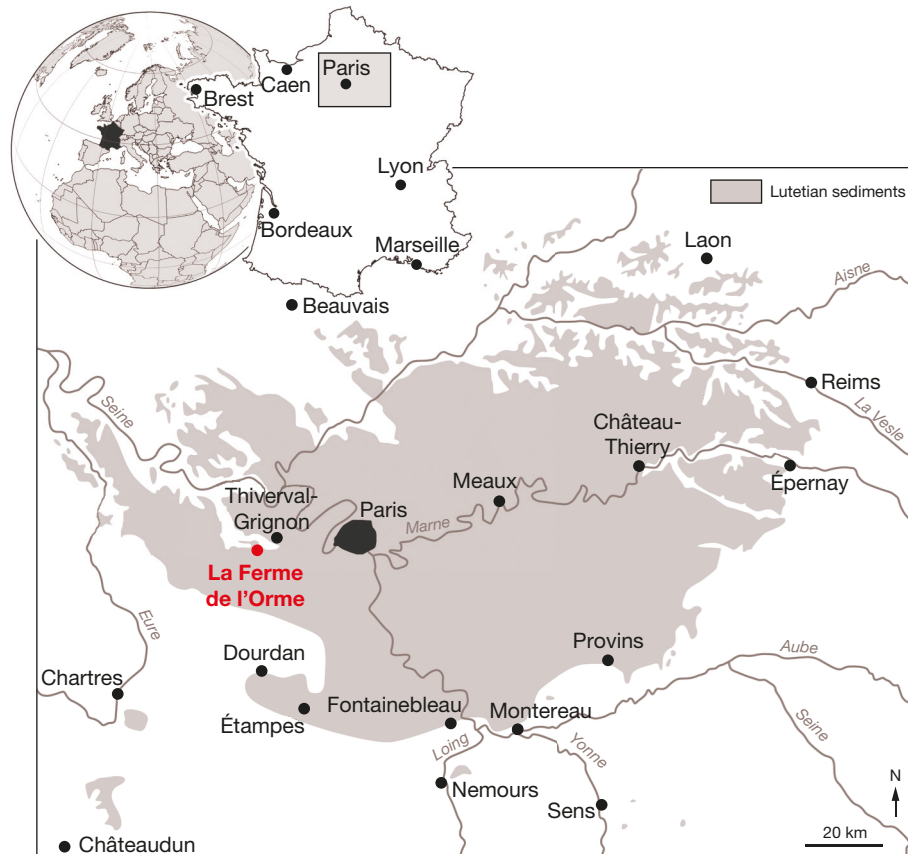 Paris
Caen
Brest
Lyon
Bordeaux
Marseille
Lutetian sediments
Laon
Beauvais
Aisne
Reims
Seine
La Vesle
Château-
Thierry
Meaux
Épernay
Thiverval-
Grignon
Paris
Marne
La Ferme
de l’Orme
Eure
Provins
Aube
Dourdan
Chartres
Fontainebleau
Montereau
Étampes
Seine
Loing
Yonne
Nemours
Sens
N
20 km
Châteaudun